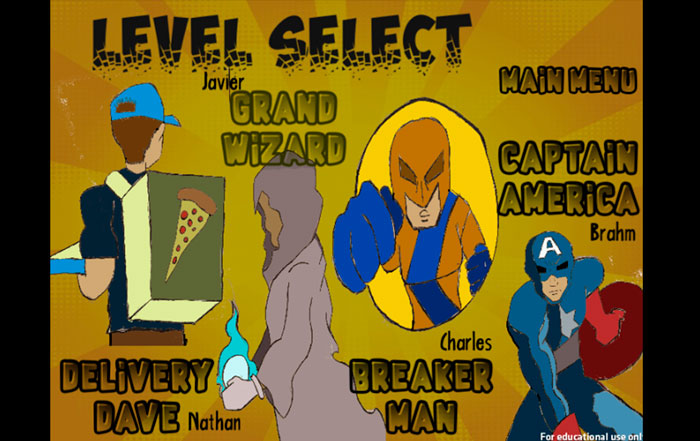 LEVEL SELECT
Javier
GRAND
WiZARD
MAiN MENU
CAPTAiN
AMERiCA
Brahm
A
Charles
DELiVERY
DAVE
Nathan
BREAKER
MAN
For educational use onl